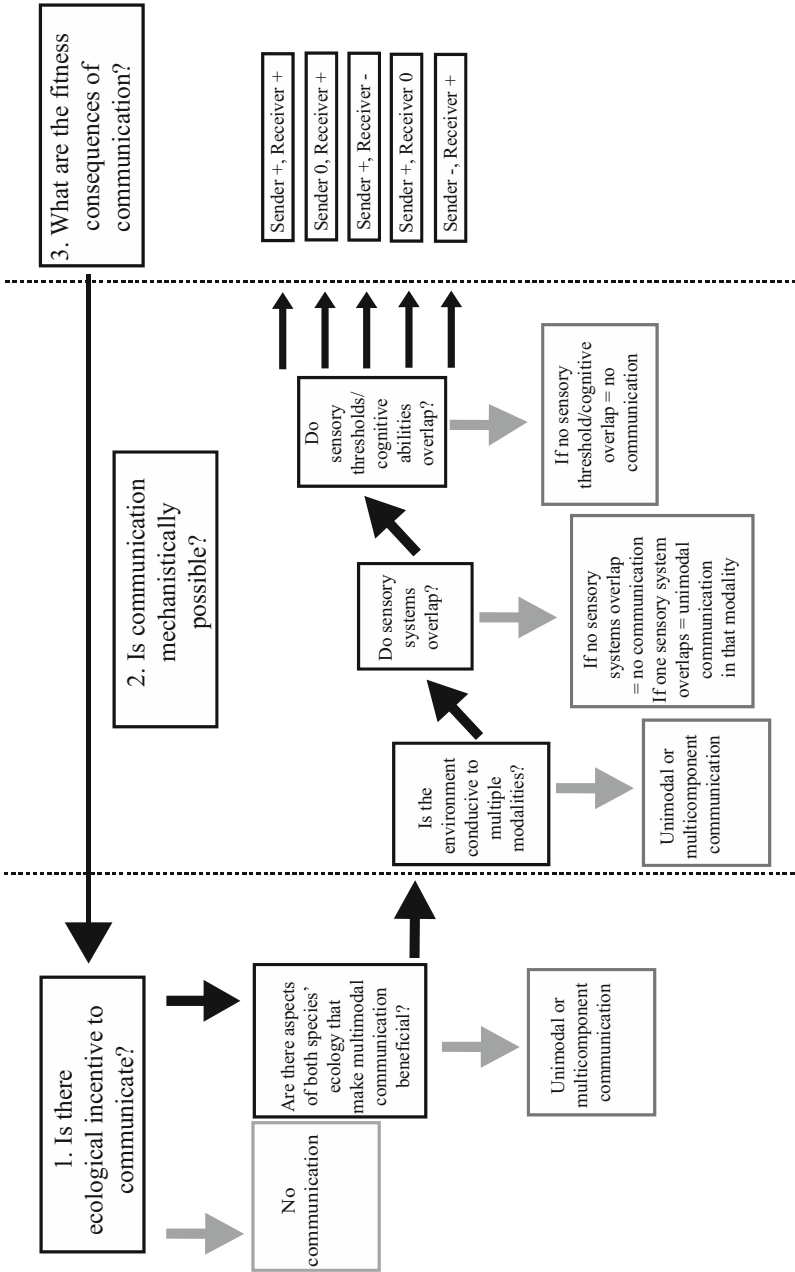 1. Is there
ecological incentive to
communicate?
No
communication
Are there aspects
of both species’
ecology that
make multimodal
communication
beneficial?
Unimodal or
multicomponent
communication
2. Is communication
mechanistically
possible?
Is the
environment
conducive to
multiple
modalities?
Unimodal or
multicomponent
communication
Do sensory
systems
overlap?
If no sensory
systems overlap
= no communication
If one sensory system
overlaps = unimodal
communication
in that modality
Do
sensory
thresholds/
cognitive
abilities
overlap?
If no sensory
threshold/cognitive
overlap = no
communication
3. What are the fitness
consequences of
communication?
Sender +, Receiver +
Sender 0, Receiver +
Sender +, Receiver -
Sender +, Receiver 0
Sender -, Receiver +